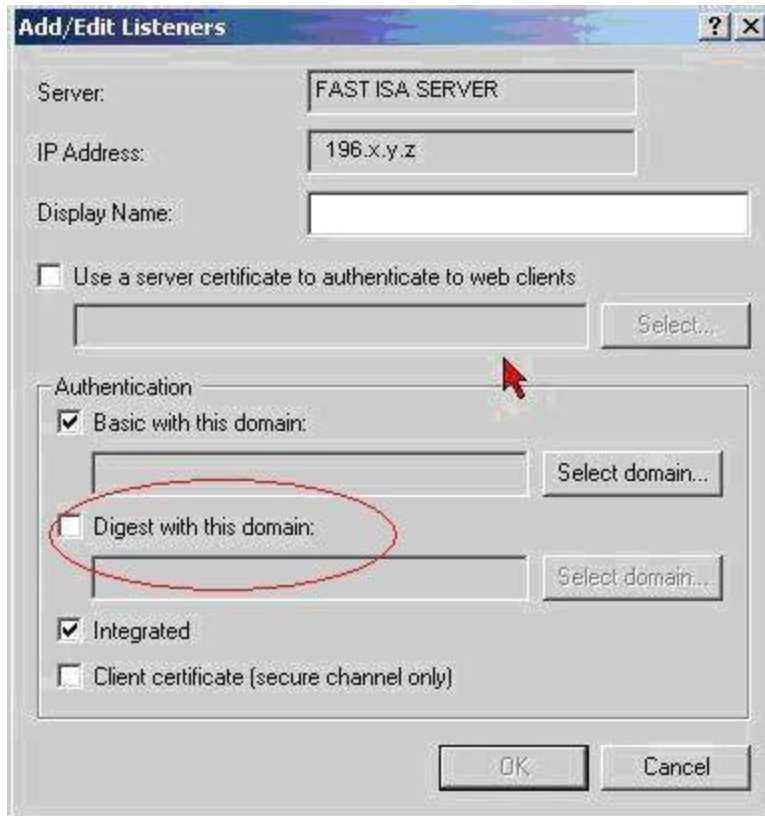 Add/Edit Listeners
Server: FAST ISA SERVER
IP Address: 196.x.y.z
Display Name:
Use a server certificate to authenticate to web clients
Select...
Authentication
Basic with this domain:
Select domain...
Digest with this domain:
Select domain...
Integrated
Client certificate (secure channel only)
OK Cancel